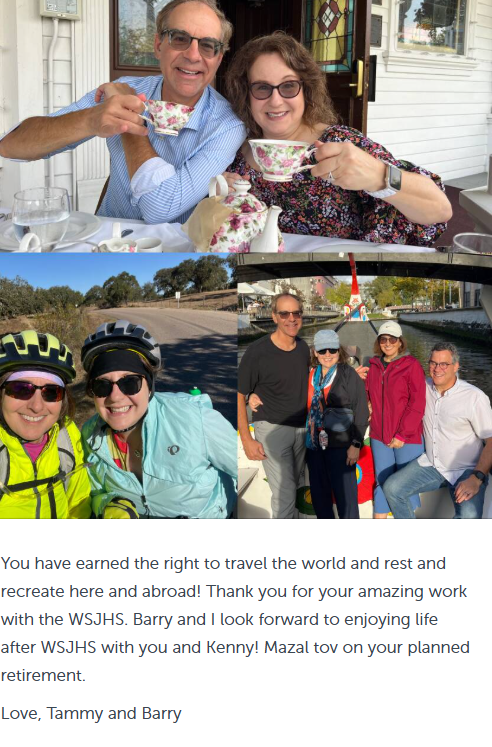 You have earned the right to travel the world and rest and
recreate here and abroad! Thank you for your amazing work
with the WSJHS. Barry and I look forward to enjoying life
after WSJHS with you and Kenny! Mazal tov on your planned
retirement.
Love, Tammy and Barry